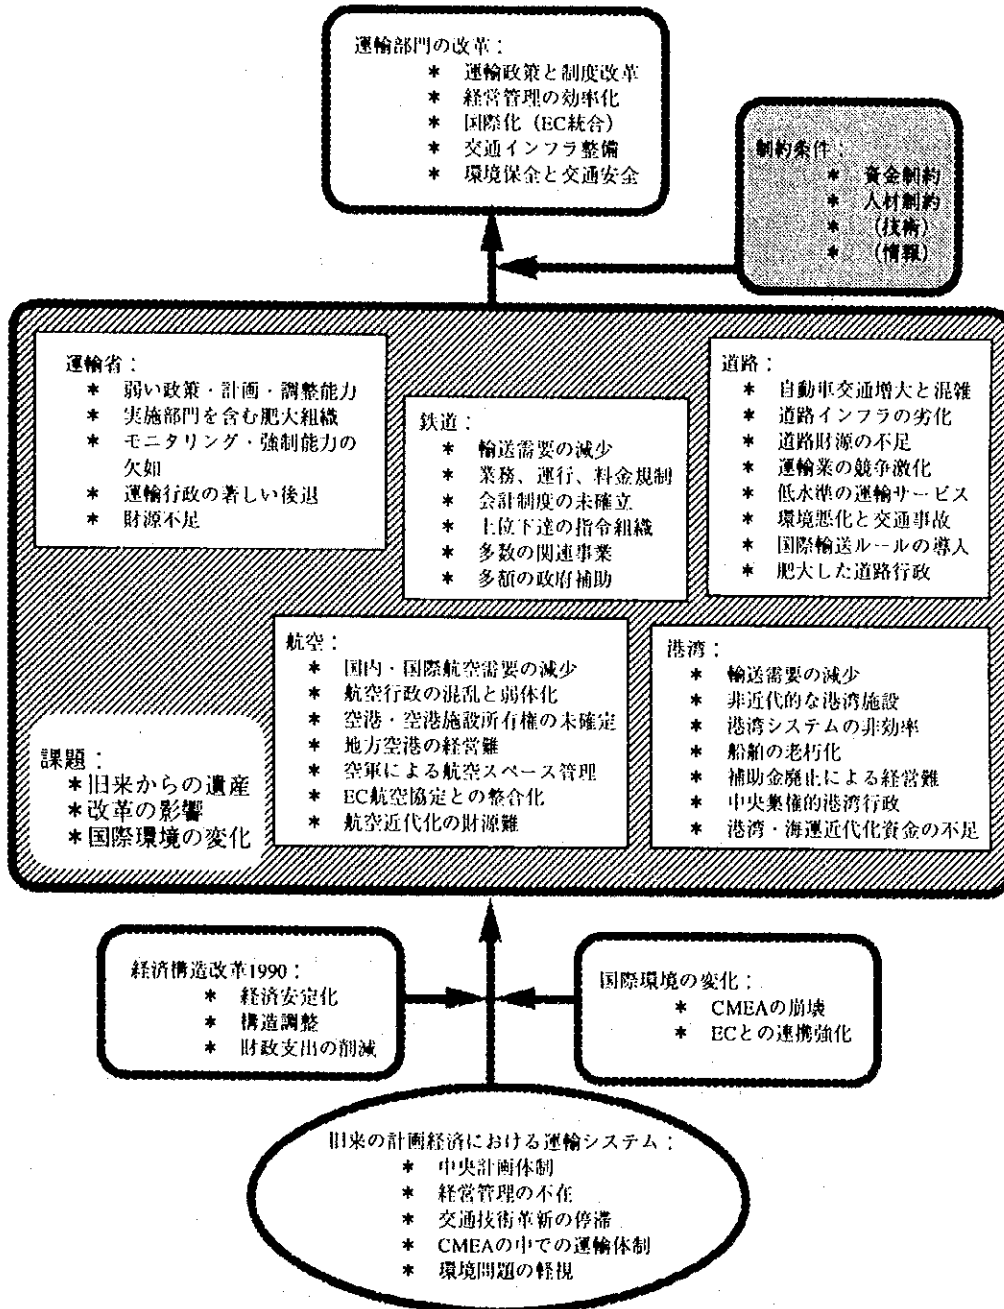 運輸部門の改革：
＊ 運輸政策と制度改革
＊ 経営管理の効率化
＊ 国際化（EC統合）
＊ 交通インフラ整備
＊ 環境保全と交通安全
制約条件：
＊ 資金制約
＊ 人材制約
＊ （技術）
＊ （情報）
運輸省：
＊ 弱い政策・計画・調整能力
＊ 実施部門を含む肥大組織
＊ モニタリング・強制能力の
欠如
＊ 運輸行政の著しい後退
＊ 財源不足
鉄道：
＊ 輸送需要の減少
＊ 業務、運行、料金規制
＊ 会計制度の未確立
＊ 上位下達の指令組織
＊ 多数の関連事業
＊ 多額の政府補助
道路：
＊ 自動車交通増大と混雑
＊ 道路インフラの劣化
＊ 道路財源の不足
＊ 運輸業の競争激化
＊ 低水準の運輸サービス
＊ 環境悪化と交通事故
＊ 国際輸送ルールの導入
＊ 肥大した道路行政
航空：
＊ 国内・国際航空需要の減少
＊ 航空行政の混乱と弱体化
＊ 空港・空港施設所有権の未確定
＊ 地方空港の経営難
＊ 空軍による航空スペース管理
＊ EC航空協定との整合化
＊ 航空近代化の財源難
港湾：
＊ 輸送需要の減少
＊ 非近代的な港湾施設
＊ 港湾システムの非効率
＊ 船舶の老朽化
＊ 補助金廃止による経営難
＊ 中央集権的港湾行政
＊ 港湾・海運近代化資金の不足
課題：
＊旧来からの遺産
＊改革の影響
＊国際環境の変化
経済構造改革1990：
＊ 経済安定化
＊ 構造調整
＊ 財政支出の削減
国際環境の変化：
＊ CMEAの崩壊
＊ ECとの連携強化
旧来の計画経済における運輸システム：
＊ 中央計画体制
＊ 経営管理の不在
＊ 交通技術革新の停滞
＊ CMEAの中での運輸体制
＊ 環境問題の軽視